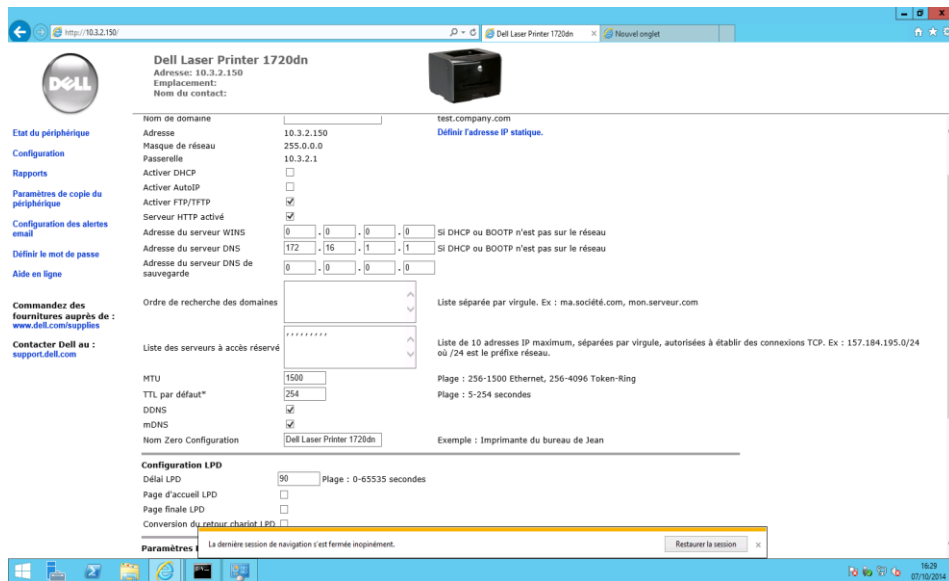 http://10.3.2.150/
Dell Laser Printer 1720dn
Nouvel onglet
DELL
Dell Laser Printer 1720dn
Adresse: 10.3.2.150
Emplacement:
Nom du contact:
Etat du périphérique
Configuration
Rapports
Paramètres de copie du
périphérique
Configuration des alertes
email
Définir le mot de passe
Aide en ligne
Commandez des
fournitures auprès de :
www.dell.com/supplies
Contacter Dell au :
support.dell.com
Nom de domaine test.company.com
Adresse 10.3.2.150 Définir l'adresse IP statique.
Masque de réseau 255.0.0.0
Passerelle 10.3.2.1
Activer DHCP
Activer AutoIP
Activer FTP/TFTP
Serveur HTTP activé
Adresse du serveur WINS 0 . 0 . 0 . 0 Si DHCP ou BOOTP n'est pas sur le réseau
Adresse du serveur DNS 172 . 16 . 1 . 1 Si DHCP ou BOOTP n'est pas sur le réseau
Adresse du serveur DNS de
sauvegarde 0 . 0 . 0 . 0
Ordre de recherche des domaines Liste séparée par virgule. Ex : ma.société.com, mon.serveur.com
, , , , , , , , ,
Liste des serveurs à accès réservé Liste de 10 adresses IP maximum, séparées par virgule, autorisées à établir des connexions TCP. Ex : 157.184.195.0/24
où /24 est le préfixe réseau.
MTU 1500 Plage : 256-1500 Ethernet, 256-4096 Token-Ring
TTL par défaut* 254 Plage : 5-254 secondes
DDNS
mDNS
Nom Zero Configuration Dell Laser Printer 1720dn Exemple : Imprimante du bureau de Jean
Configuration LPD
Délai LPD 90 Plage : 0-65535 secondes
Page d'accueil LPD
Page finale LPD
Conversion du retour chariot LPD
Paramètres
La dernière session de navigation s'est fermée inopinément. Restaurer la session
16:29
07/10/2014